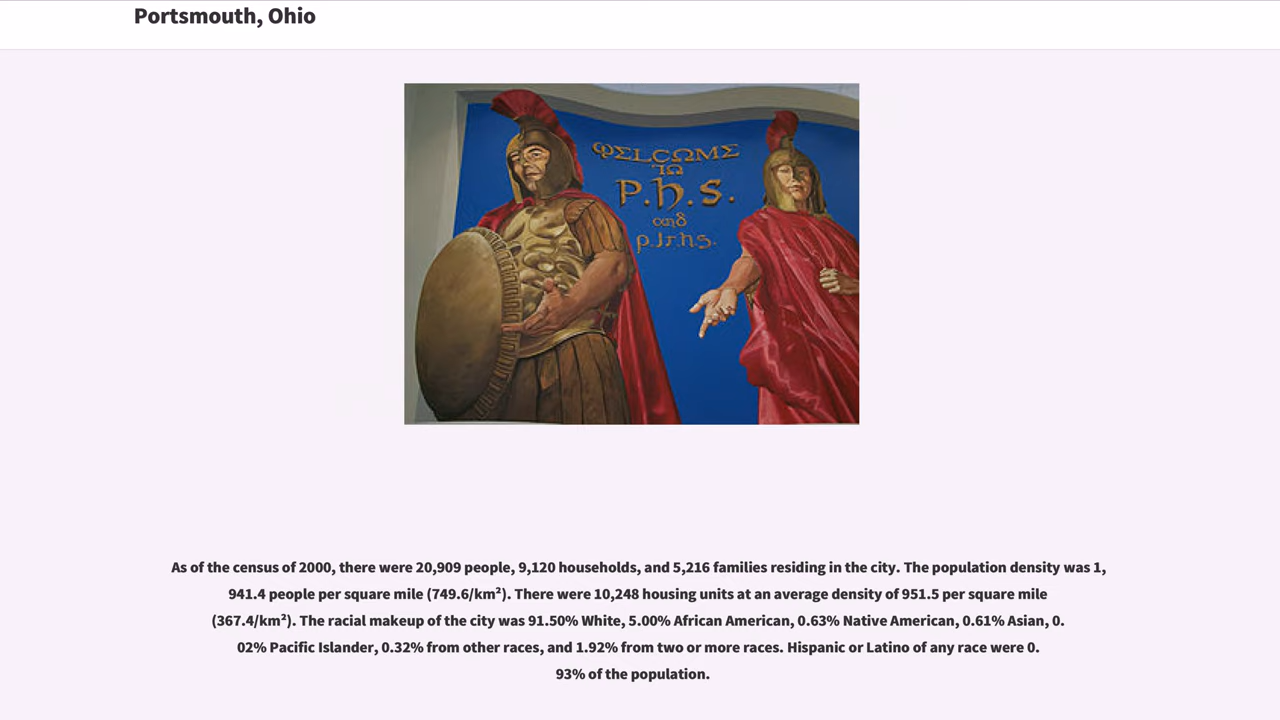 Portsmouth, Ohio
ΦΣLCΩMΣ
TΩ
P.h.s.
and
p.Jr.h.s.
As of the census of 2000, there were 20,909 people, 9,120 households, and 5,216 families residing in the city. The population density was 1,
941.4 people per square mile (749.6/km²). There were 10,248 housing units at an average density of 951.5 per square mile
(367.4/km²). The racial makeup of the city was 91.50% White, 5.00% African American, 0.63% Native American, 0.61% Asian, 0.
02% Pacific Islander, 0.32% from other races, and 1.92% from two or more races. Hispanic or Latino of any race were 0.
93% of the population.